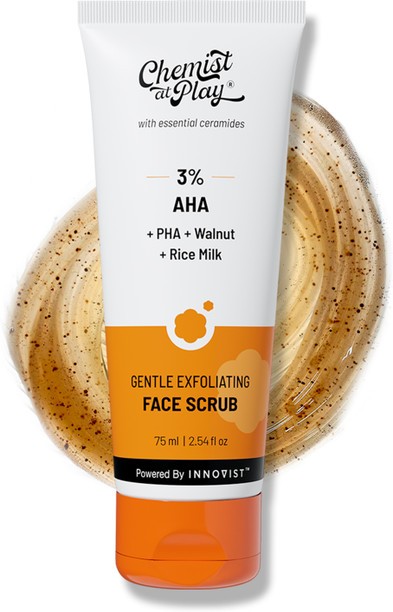 Chemist
at Play®
with essential ceramides
3%
AHA
+ PHA + Walnut
+ Rice Milk
GENTLE EXFOLIATING
FACE SCRUB
75 ml | 2.54 fl oz
Powered By INNOVIST™